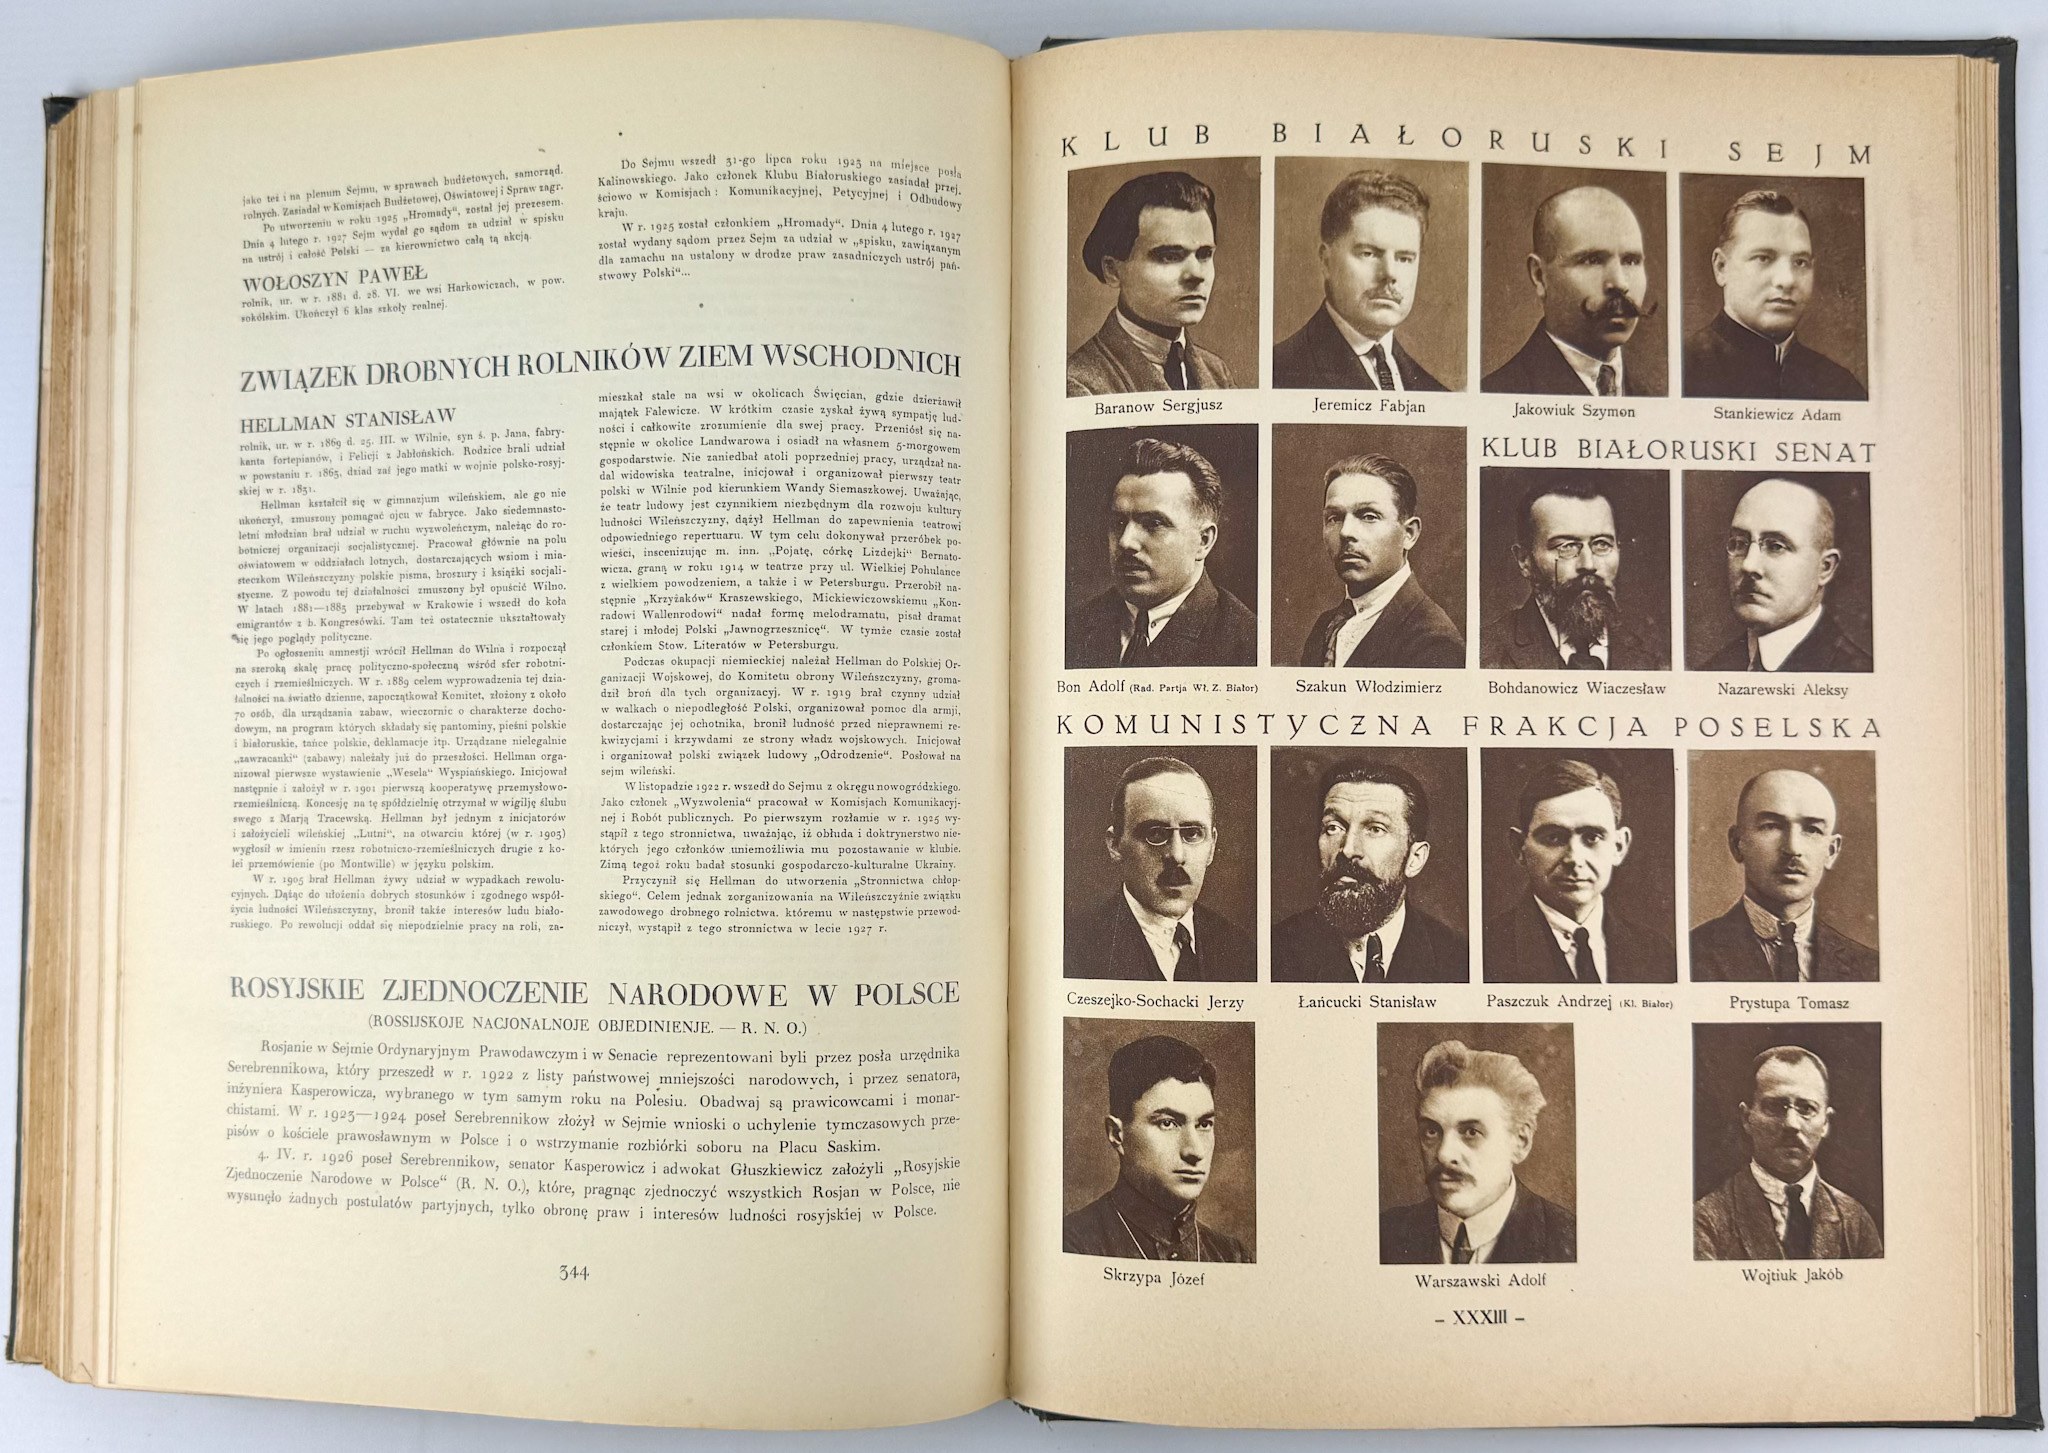 jako też i na plenum Sejmu, w sprawach budżetowych, samorząd.
rolnych. Zasiadał w Komisjach Budżetowej, Oświatowej i Spraw zagr.
Po utworzeniu w roku 1925 „Hromady“, został jej prezesem.
Dnia 4 lutego r. 1927 Sejm wydał go sądom za udział w spisku
na ustrój i całość Polski — za kierownictwo całą tą akcją.
WOŁOSZYN PAWEŁ
rolnik, ur. w r. 1881 d. 28. VI. we wsi Harkowiczach, w pow.
sokólskim. Ukończył 6 klas szkoły realnej.
Do Sejmu wszedł 31-go lipca roku 1923 na miejsce posła
Kalinowskiego. Jako członek Klubu Białoruskiego zasiadał przej-
ściowo w Komisjach: Komunikacyjnej, Petycyjnej i Odbudowy
kraju.
W r. 1925 został członkiem „Hromady“. Dnia 4 lutego r. 1927
został wydany sądom przez Sejm za udział w „spisku, zawiązanym
dla zamachu na ustalony w drodze praw zasadniczych ustrój pań-
stwowy Polski“...
ZWIĄZEK DROBNYCH ROLNIKÓW ZIEM WSCHODNICH
HELLMAN STANISŁAW
rolnik, ur. w r. 1869 d. 25. III. w Wilnie, syn ś. p. Jana, fabry-
kanta fortepianów, i Felicji z Jabłońskich. Rodzice brali udział
w powstaniu r. 1863, dziad zaś jego matki w wojnie polsko-rosyj-
skiej w r. 1831.
Hellman kształcił się w gimnazjum wileńskiem, ale go nie
ukończył, zmuszony pomagać ojcu w fabryce. Jako siedemnasto-
letni młodzian brał udział w ruchu wyzwoleńczym, należąc do ro-
botniczej organizacji socjalistycznej. Pracował głównie na polu
oświatowem w oddziałach lotnych, dostarczających wsiom i mia-
steczkom Wileńszczyzny polskie pisma, broszury i książki socjali-
styczne. Z powodu tej działalności zmuszony był opuścić Wilno.
W latach 1881—1885 przebywał w Krakowie i wszedł do koła
emigrantów z b. Kongresówki. Tam też ostatecznie ukształtowały
się jego poglądy polityczne.
Po ogłoszeniu amnestji wrócił Hellman do Wilna i rozpoczął
na szeroką skalę pracę polityczno-społeczną wśród sfer robotni-
czych i rzemieślniczych. W r. 1889 celem wyprowadzenia tej dzia-
łalności na światło dzienne, zapoczątkował Komitet, złożony z około
70 osób, dla urządzania zabaw, wieczornic o charakterze docho-
dowym, na program których składały się pantominy, pieśni polskie
i białoruskie, tańce polskie, deklamacje itp. Urządzane nielegalnie
„zawracanki“ (zabawy) należały już do przeszłości. Hellman orga-
nizował pierwsze wystawienie „Wesela“ Wyspiańskiego. Inicjował
następnie i założył w r. 1901 pierwszą kooperatywę przemysłowo-
rzemieślniczą. Koncesję na tę spółdzielnię otrzymał w wigilję ślubu
swego z Marją Tracewską. Hellman był jednym z inicjatorów
i założycieli wileńskiej „Lutni“, na otwarciu której (w r. 1905)
wygłosił w imieniu rzesz robotniczo-rzemieślniczych drugie z ko-
lei przemówienie (po Montwille) w języku polskim.
W r. 1905 brał Hellman żywy udział w wypadkach rewolu-
cyjnych. Dążąc do ułożenia dobrych stosunków i zgodnego współ-
życia ludności Wileńszczyzny, bronił także interesów ludu biało-
ruskiego. Po rewolucji oddał się niepodzielnie pracy na roli, za-
mieszkał stale na wsi w okolicach Święcian, gdzie dzierżawił
majątek Falewicze. W krótkim czasie zyskał żywą sympatję lud-
ności i całkowite zrozumienie dla swej pracy. Przeniósł się na-
stępnie w okolice Landwarowa i osiadł na własnem 5-morgowem
gospodarstwie. Nie zaniedbał atoli poprzedniej pracy, urządzał na-
dal widowiska teatralne, inicjował i organizował pierwszy teatr
polski w Wilnie pod kierunkiem Wandy Siemaszkowej. Uważając,
że teatr ludowy jest czynnikiem niezbędnym dla rozwoju kultury
ludności Wileńszczyzny, dążył Hellman do zapewnienia teatrowi
odpowiedniego repertuaru. W tym celu dokonywał przeróbek po-
wieści, inscenizując m. inn. „Pojatę, córkę Lizdejki“ Bernato-
wicza, graną w roku 1914 w teatrze przy ul. Wielkiej Pohulance
z wielkiem powodzeniem, a także i w Petersburgu. Przerobił na-
stępnie „Krzyżaków“ Kraszewskiego, Mickiewiczowskiemu „Kon-
radowi Wallenrodowi“ nadał formę melodramatu, pisał dramat
starej i młodej Polski „Jawnogrzesznicę“. W tymże czasie został
członkiem Stow. Literatów w Petersburgu.
Podczas okupacji niemieckiej należał Hellman do Polskiej Or-
ganizacji Wojskowej, do Komitetu obrony Wileńszczyzny, groma-
dził broń dla tych organizacyj. W r. 1919 brał czynny udział
w walkach o niepodległość Polski, organizował pomoc dla armji,
dostarczając jej ochotnika, bronił ludność przed nieprawnemi re-
kwizycjami i krzywdami ze strony władz wojskowych. Inicjował
i organizował polski związek ludowy „Odrodzenie“. Posłował na
sejm wileński.
W listopadzie 1922 r. wszedł do Sejmu z okręgu nowogródzkiego.
Jako członek „Wyzwolenia“ pracował w Komisjach Komunikacyj-
nej i Robót publicznych. Po pierwszym rozłamie w r. 1925 wy-
stąpił z tego stronnictwa, uważając, iż obłuda i doktrynerstwo nie-
których jego członków uniemożliwia mu pozostawanie w klubie.
Zimą tegoż roku badał stosunki gospodarczo-kulturalne Ukrainy.
Przyczynił się Hellman do utworzenia „Stronnictwa chłop-
skiego“. Celem jednak zorganizowania na Wileńszczyźnie związku
zawodowego drobnego rolnictwa, któremu w następstwie przewod-
niczył, wystąpił z tego stronnictwa w lecie 1927 r.
ROSYJSKIE ZJEDNOCZENIE NARODOWE W POLSCE
(ROSSIJSKOJE NACJONALNOJE OBJEDINIENJE. — R. N. O.)
Rosjanie w Sejmie Ordynaryjnym Prawodawczym i w Senacie reprezentowani byli przez posła urzędnika
Serebrennikowa, który przeszedł w r. 1922 z listy państwowej mniejszości narodowych, i przez senatora,
inżyniera Kasperowicza, wybranego w tym samym roku na Polesiu. Obadwaj są prawicowcami i monar-
chistami. W r. 1923—1924 poseł Serebrennikow złożył w Sejmie wnioski o uchylenie tymczasowych prze-
pisów o kościele prawosławnym w Polsce i o wstrzymanie rozbiórki soboru na Placu Saskim.
4. IV. r. 1926 poseł Serebrennikow, senator Kasperowicz i adwokat Głuszkiewicz założyli „Rosyjskie
Zjednoczenie Narodowe w Polsce“ (R. N. O.), które, pragnąc zjednoczyć wszystkich Rosjan w Polsce, nie
wysunęło żadnych postulatów partyjnych, tylko obronę praw i interesów ludności rosyjskiej w Polsce.
344
KLUB BIAŁORUSKI SEJM
Baranow Sergjusz
Jeremicz Fabjan
Jakowiuk Szymon
Stankiewicz Adam
KLUB BIAŁORUSKI SENAT
Bon Adolf (Rad. Partja Wł. Z. Białor)
Szakun Włodzimierz
Bohdanowicz Wiaczesław
Nazarewski Aleksy
KOMUNISTYCZNA FRAKCJA POSELSKA
Czeszejko-Sochacki Jerzy
Łańcucki Stanisław
Paszczuk Andrzej (Kl. Białor)
Prystupa Tomasz
Skrzypa Józef
Warszawski Adolf
Wojtiuk Jakób
– XXXIII –